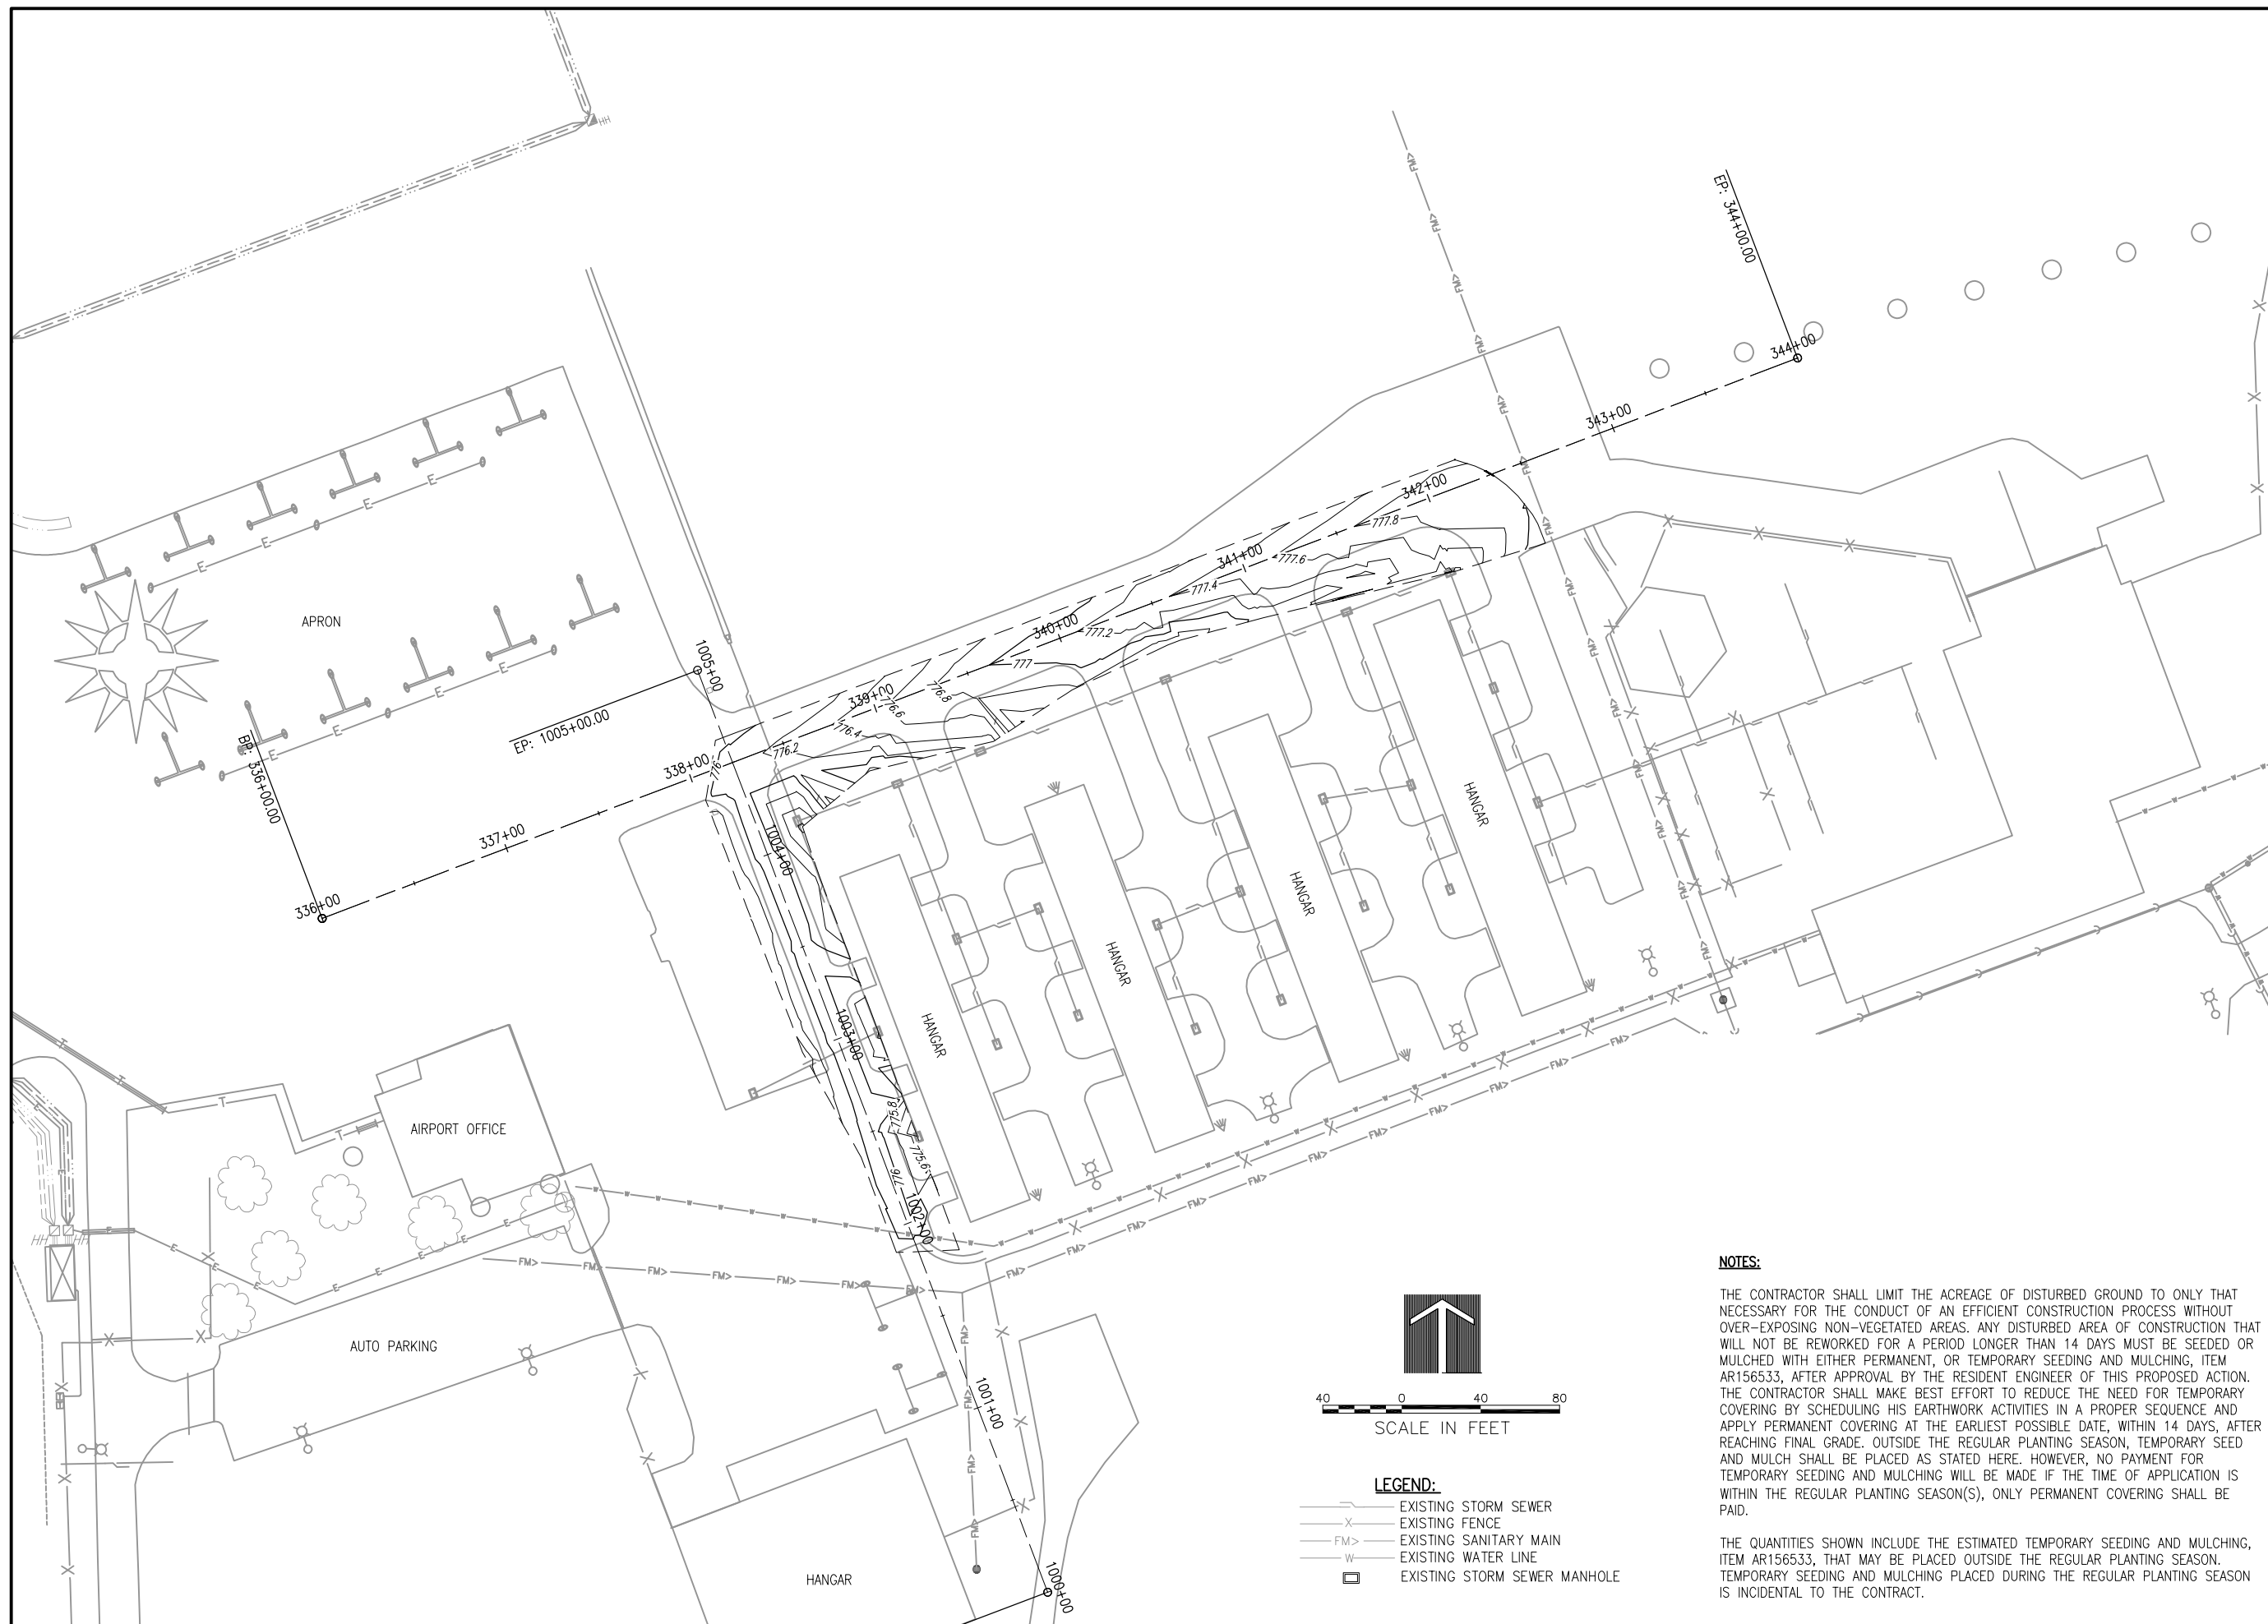 HH
EP: 344+00.00
344+00
343+00
342+00
341+00
340+00
339+00
338+00
337+00
336+00
BP: 336+00.00
EP: 1005+00.00
1005+00
1004+00
1003+00
1002+00
1001+00
1000+00
777.8
777.6
777.4
777.2
777
776.8
776.6
776.4
776.2
776
775.8
775.6
776
APRON
HANGAR
HANGAR
HANGAR
HANGAR
HANGAR
AIRPORT OFFICE
AUTO PARKING
HH
HH
E
T
X
FM>
40 0 40 80
SCALE IN FEET
LEGEND:
EXISTING STORM SEWER
X EXISTING FENCE
FM> EXISTING SANITARY MAIN
W EXISTING WATER LINE
EXISTING STORM SEWER MANHOLE
NOTES:
THE CONTRACTOR SHALL LIMIT THE ACREAGE OF DISTURBED GROUND TO ONLY THAT
NECESSARY FOR THE CONDUCT OF AN EFFICIENT CONSTRUCTION PROCESS WITHOUT
OVER-EXPOSING NON-VEGETATED AREAS. ANY DISTURBED AREA OF CONSTRUCTION THAT
WILL NOT BE REWORKED FOR A PERIOD LONGER THAN 14 DAYS MUST BE SEEDED OR
MULCHED WITH EITHER PERMANENT, OR TEMPORARY SEEDING AND MULCHING, ITEM
AR156533, AFTER APPROVAL BY THE RESIDENT ENGINEER OF THIS PROPOSED ACTION.
THE CONTRACTOR SHALL MAKE BEST EFFORT TO REDUCE THE NEED FOR TEMPORARY
COVERING BY SCHEDULING HIS EARTHWORK ACTIVITIES IN A PROPER SEQUENCE AND
APPLY PERMANENT COVERING AT THE EARLIEST POSSIBLE DATE, WITHIN 14 DAYS, AFTER
REACHING FINAL GRADE. OUTSIDE THE REGULAR PLANTING SEASON, TEMPORARY SEED
AND MULCH SHALL BE PLACED AS STATED HERE. HOWEVER, NO PAYMENT FOR
TEMPORARY SEEDING AND MULCHING WILL BE MADE IF THE TIME OF APPLICATION IS
WITHIN THE REGULAR PLANTING SEASON(S), ONLY PERMANENT COVERING SHALL BE
PAID.
THE QUANTITIES SHOWN INCLUDE THE ESTIMATED TEMPORARY SEEDING AND MULCHING,
ITEM AR156533, THAT MAY BE PLACED OUTSIDE THE REGULAR PLANTING SEASON.
TEMPORARY SEEDING AND MULCHING PLACED DURING THE REGULAR PLANTING SEASON
IS INCIDENTAL TO THE CONTRACT.